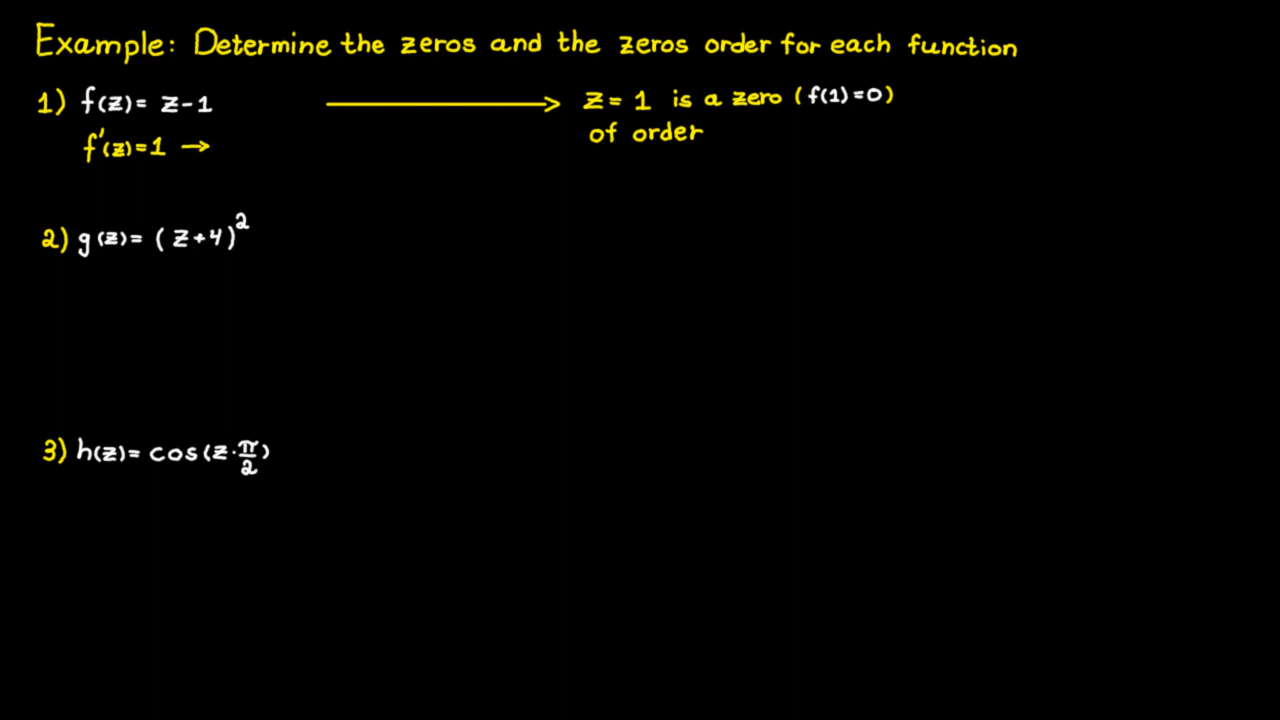 Example: Determine the zeros and the zeros order for each function
1) f(z)= z-1 → z= 1 is a zero (f(1)=0)
of order
f'(z)=1 →
2) g(z)= (z+4)²
3) h(z)= cos(z·π/2)